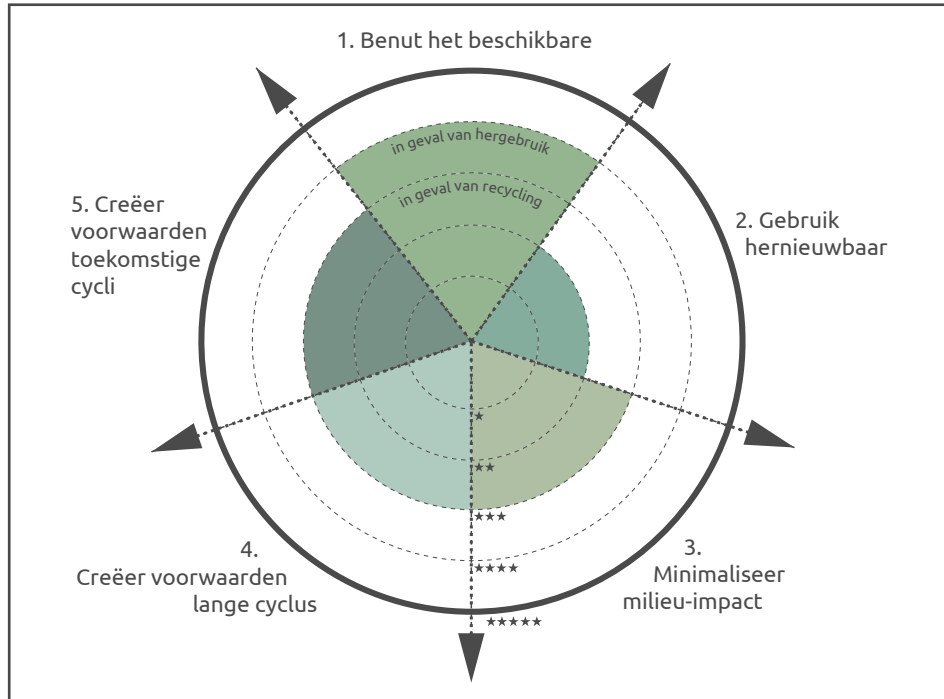 1. Benut het beschikbare
in geval van hergebruik
in geval van recycling
2. Gebruik
hernieuwbaar
5. Creëer
voorwaarden
toekomstige
cycli
★
★★
★★★
★★★★
★★★★★
3.
Minimaliseer
milieu-impact
4.
Creëer voorwaarden
lange cyclus